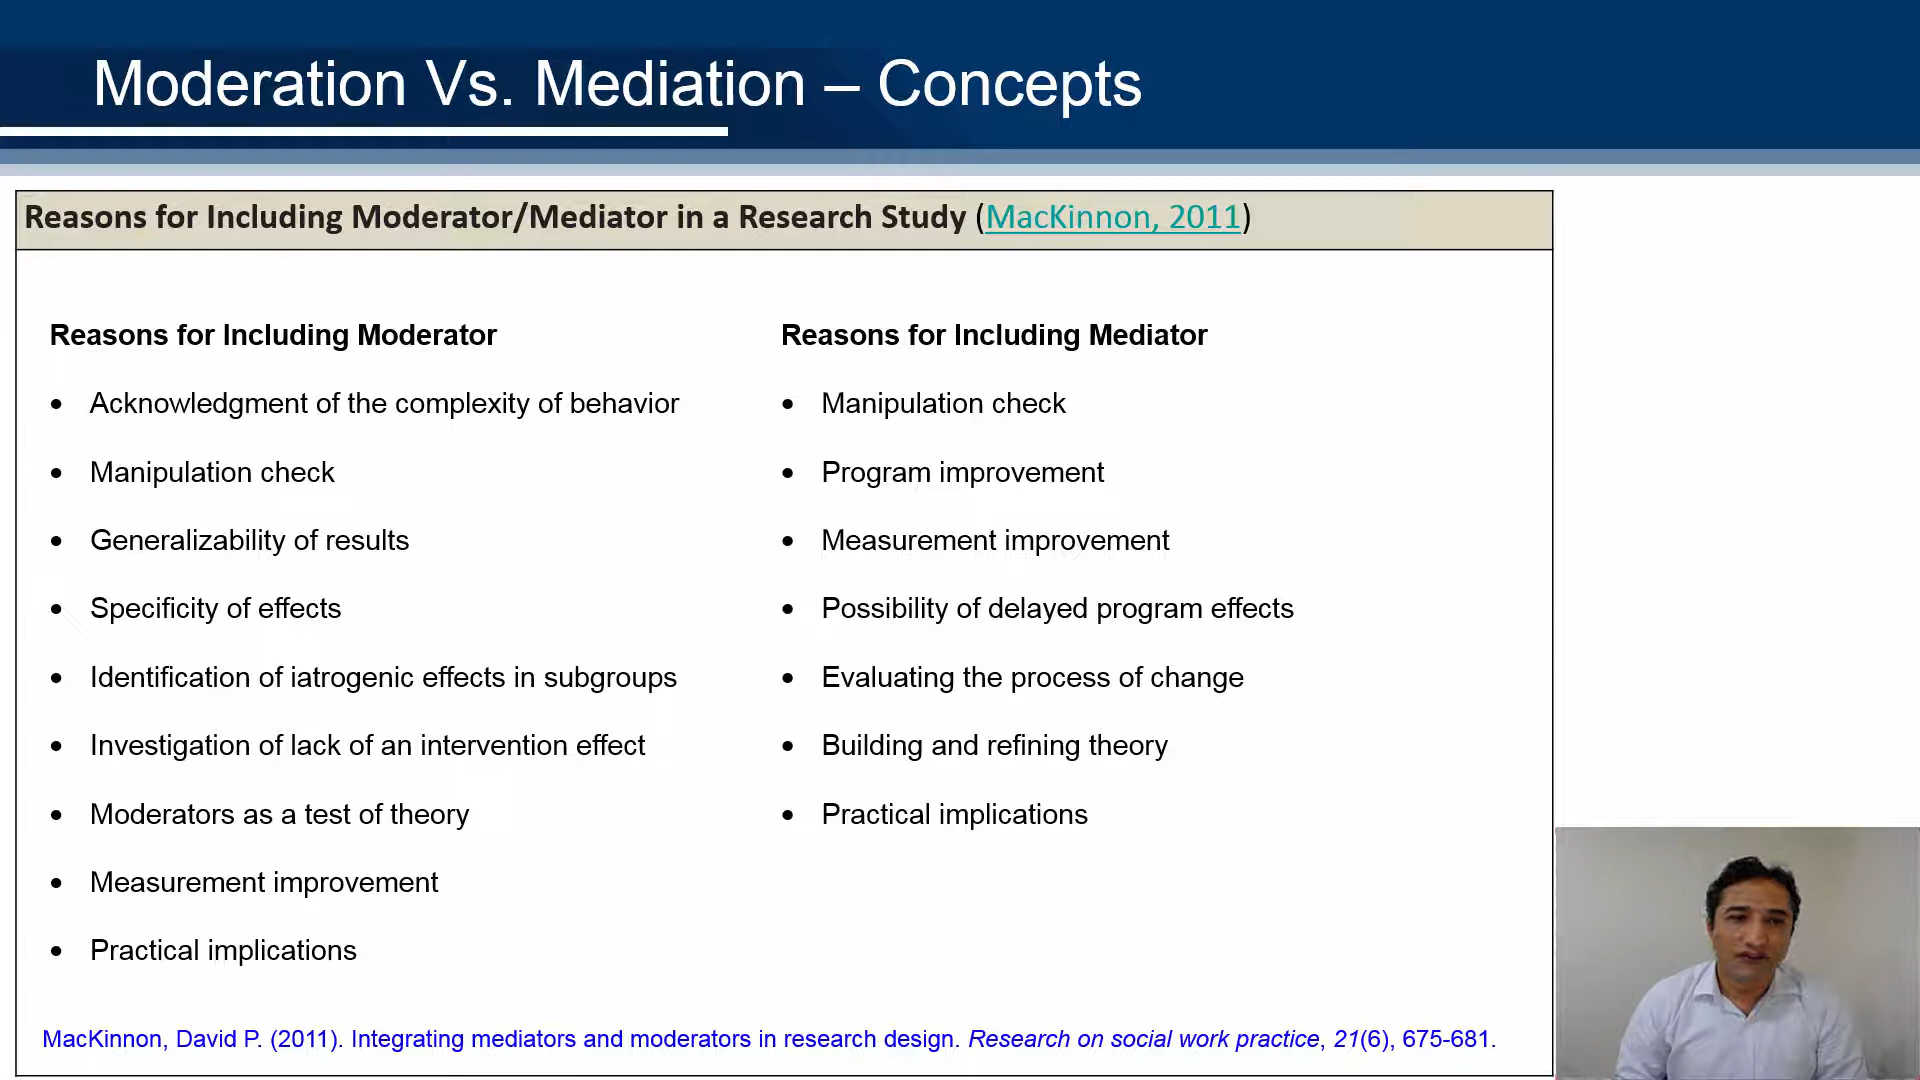 Moderation Vs. Mediation – Concepts
Reasons for Including Moderator/Mediator in a Research Study (MacKinnon, 2011)
Reasons for Including Moderator
• Acknowledgment of the complexity of behavior
• Manipulation check
• Generalizability of results
• Specificity of effects
• Identification of iatrogenic effects in subgroups
• Investigation of lack of an intervention effect
• Moderators as a test of theory
• Measurement improvement
• Practical implications
Reasons for Including Mediator
• Manipulation check
• Program improvement
• Measurement improvement
• Possibility of delayed program effects
• Evaluating the process of change
• Building and refining theory
• Practical implications
MacKinnon, David P. (2011). Integrating mediators and moderators in research design. Research on social work practice, 21(6), 675-681.